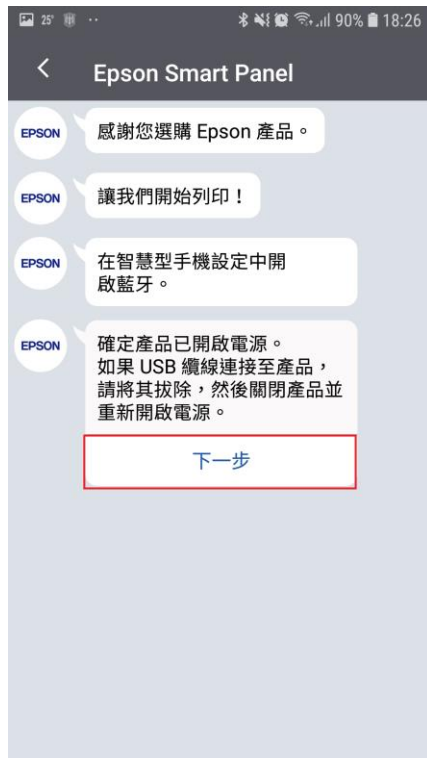 25° ·· 90% 18:26
Epson Smart Panel
EPSON
感謝您選購 Epson 產品。
EPSON
讓我們開始列印！
EPSON
在智慧型手機設定中開
啟藍牙。
EPSON
確定產品已開啟電源。
如果 USB 纜線連接至產品，
請將其拔除，然後關閉產品並
重新開啟電源。
下一步